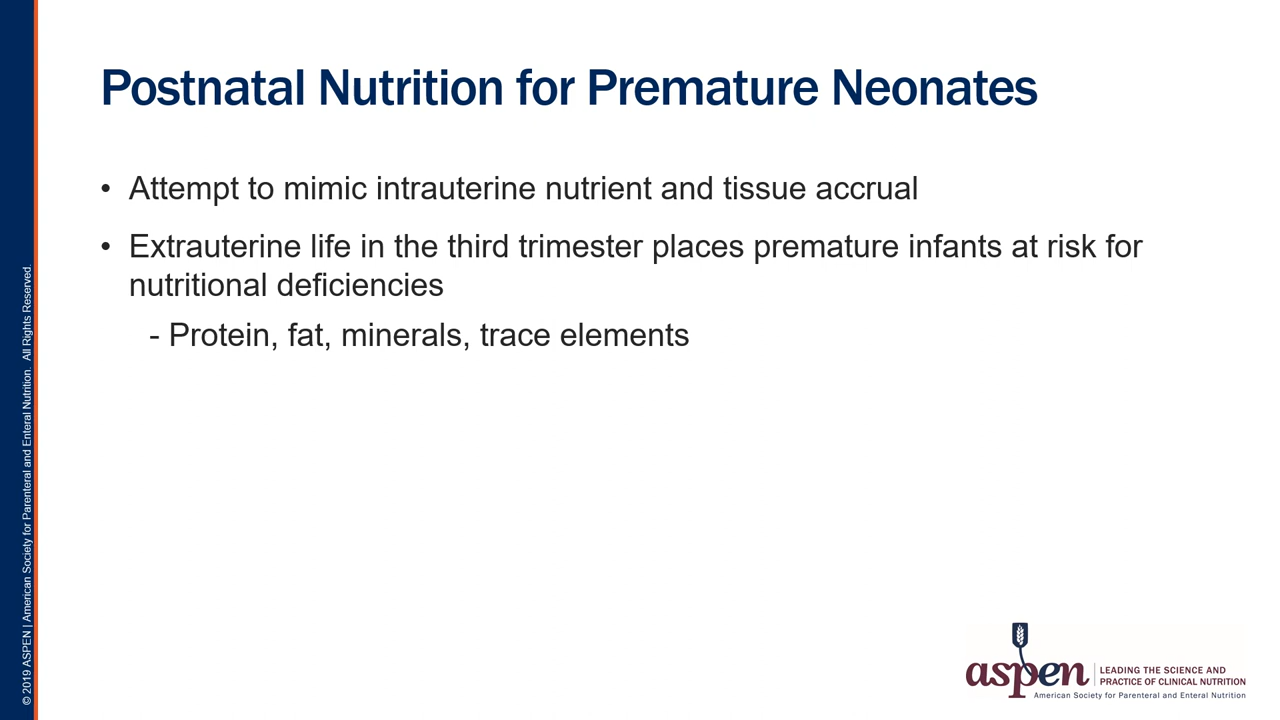 Postnatal Nutrition for Premature Neonates
• Attempt to mimic intrauterine nutrient and tissue accrual
• Extrauterine life in the third trimester places premature infants at risk for
nutritional deficiencies
- Protein, fat, minerals, trace elements
© 2019 ASPEN | American Society for Parenteral and Enteral Nutrition. All Rights Reserved.
aspen
LEADING THE SCIENCE AND
PRACTICE OF CLINICAL NUTRITION
American Society for Parenteral and Enteral Nutrition